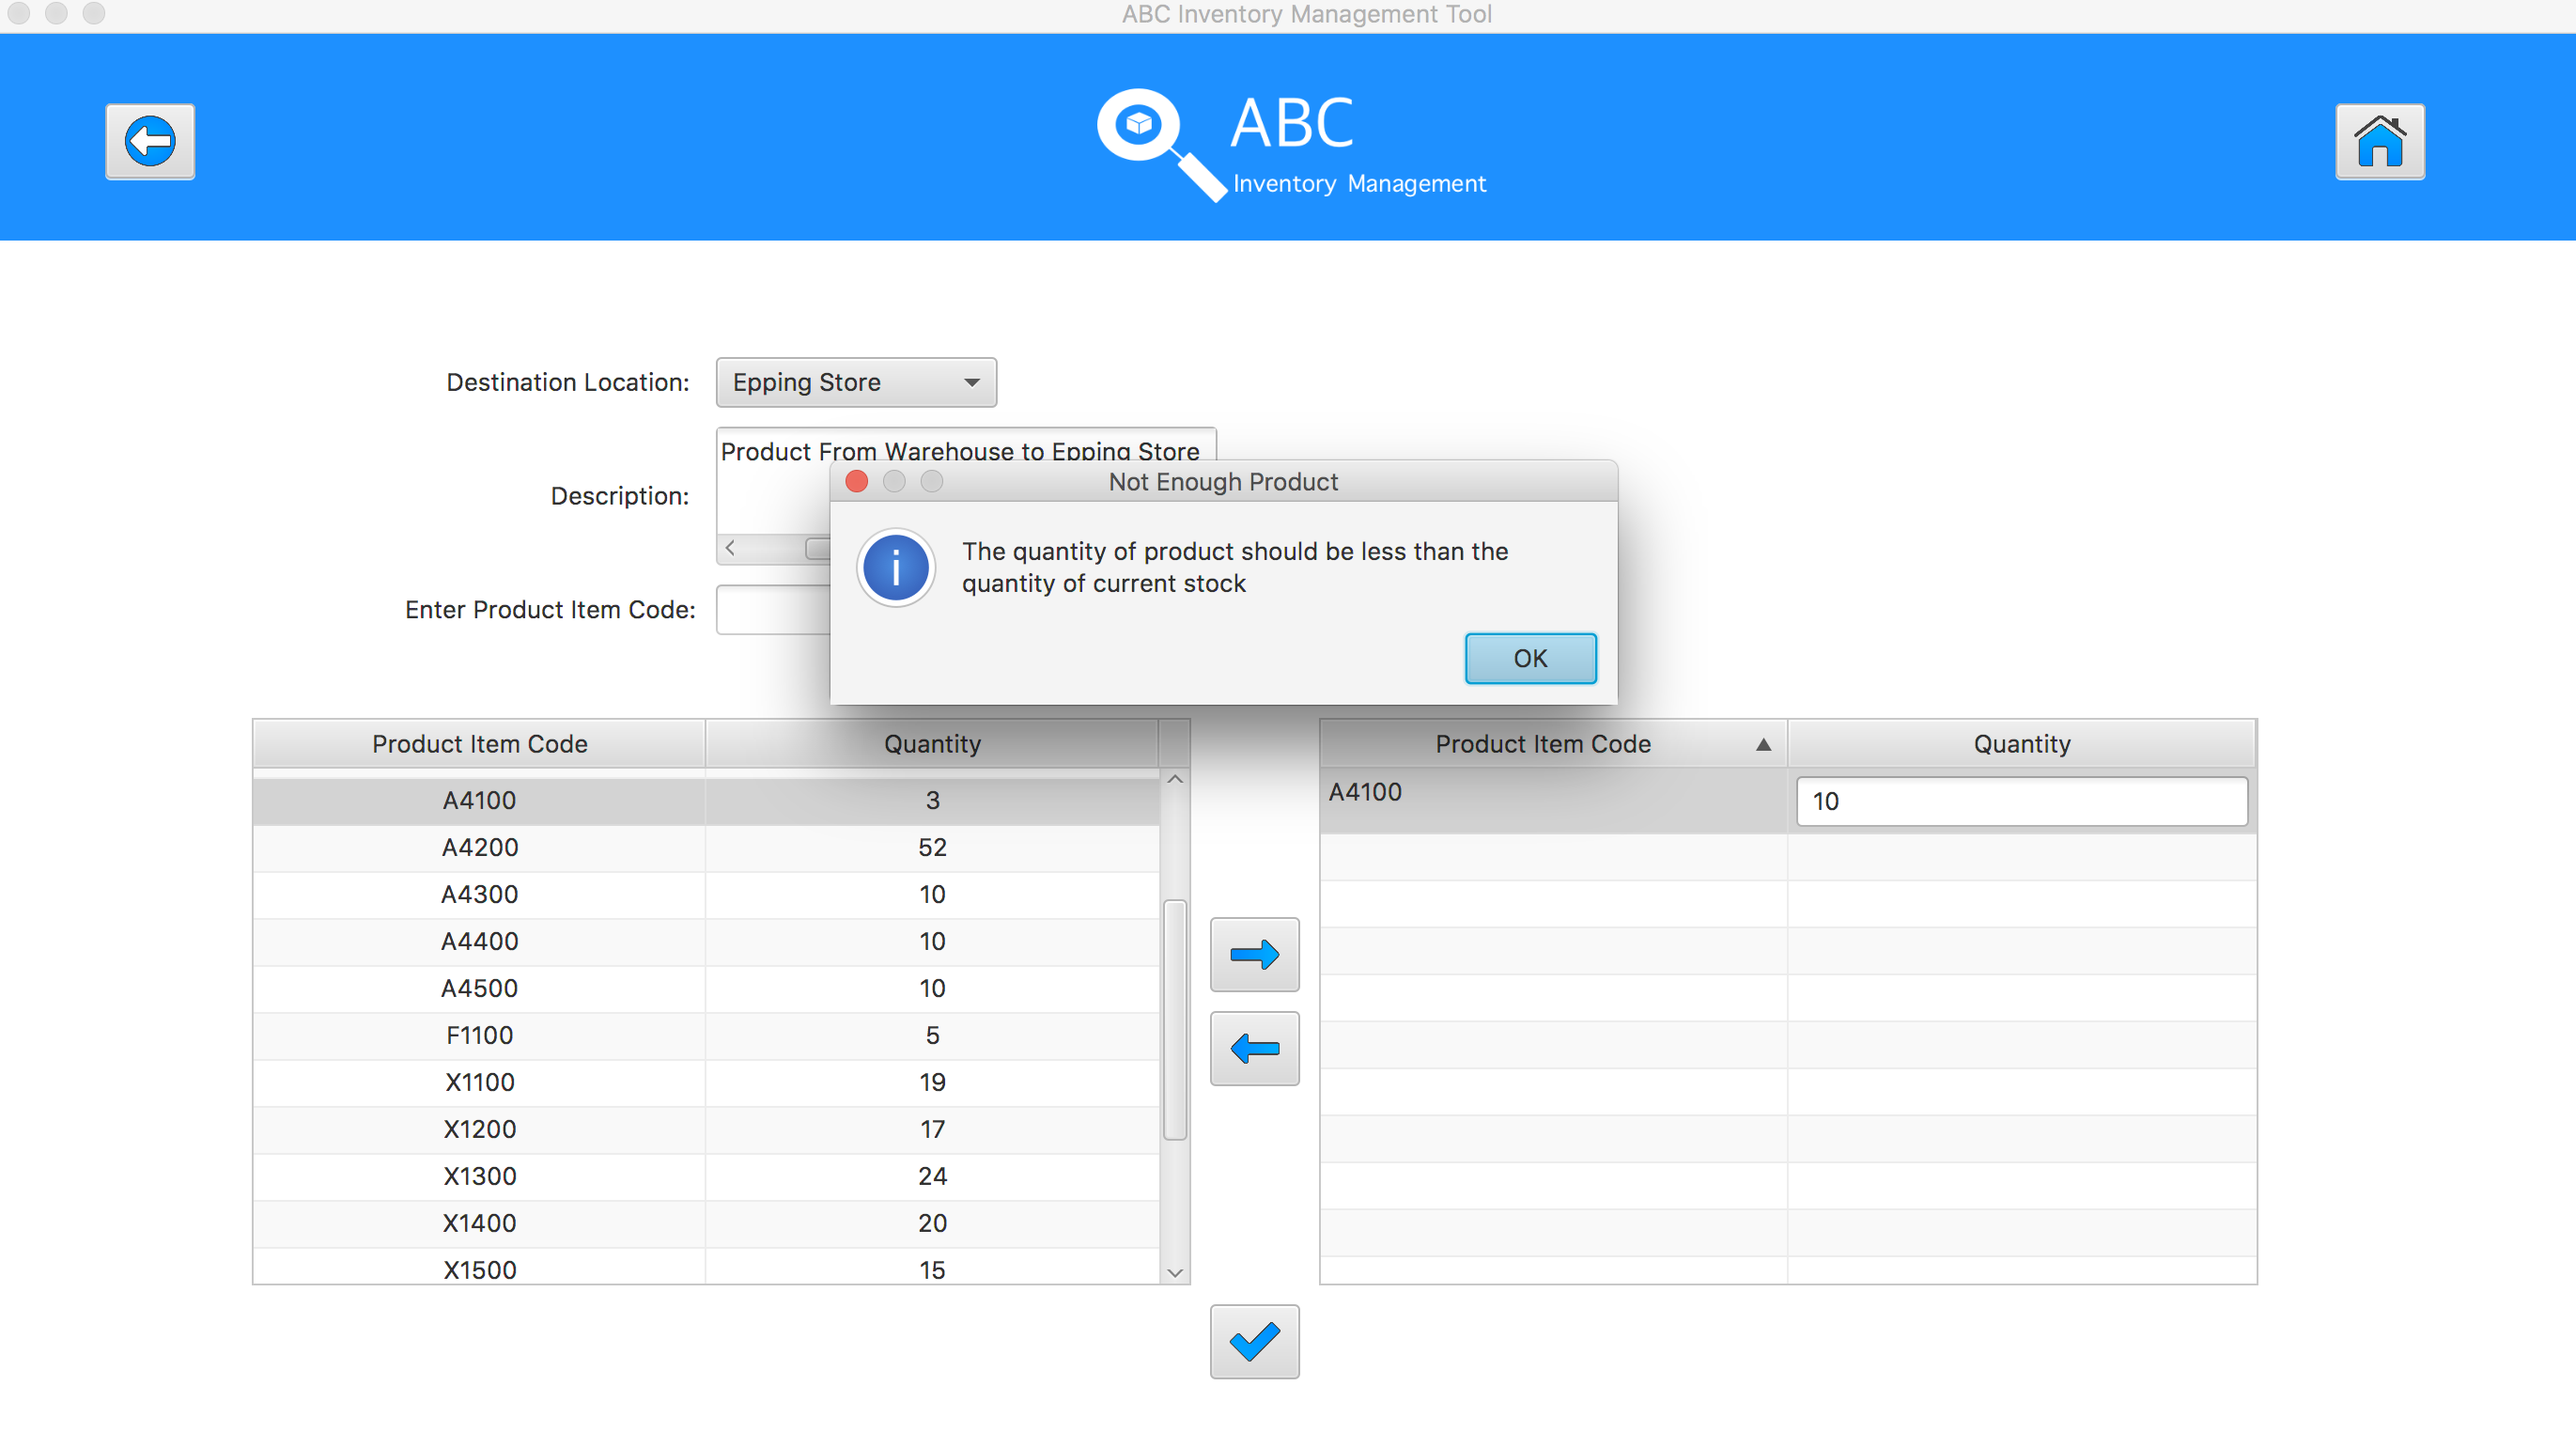 ABC Inventory Management Tool
ABC
Inventory Management
Destination Location:
Epping Store
Description:
Product From Warehouse to Epping Store
Enter Product Item Code:
Not Enough Product
i
The quantity of product should be less than the
quantity of current stock
OK
Product Item Code Quantity
A4100 3
A4200 52
A4300 10
A4400 10
A4500 10
F1100 5
X1100 19
X1200 17
X1300 24
X1400 20
X1500 15
Product Item Code Quantity
A4100 10